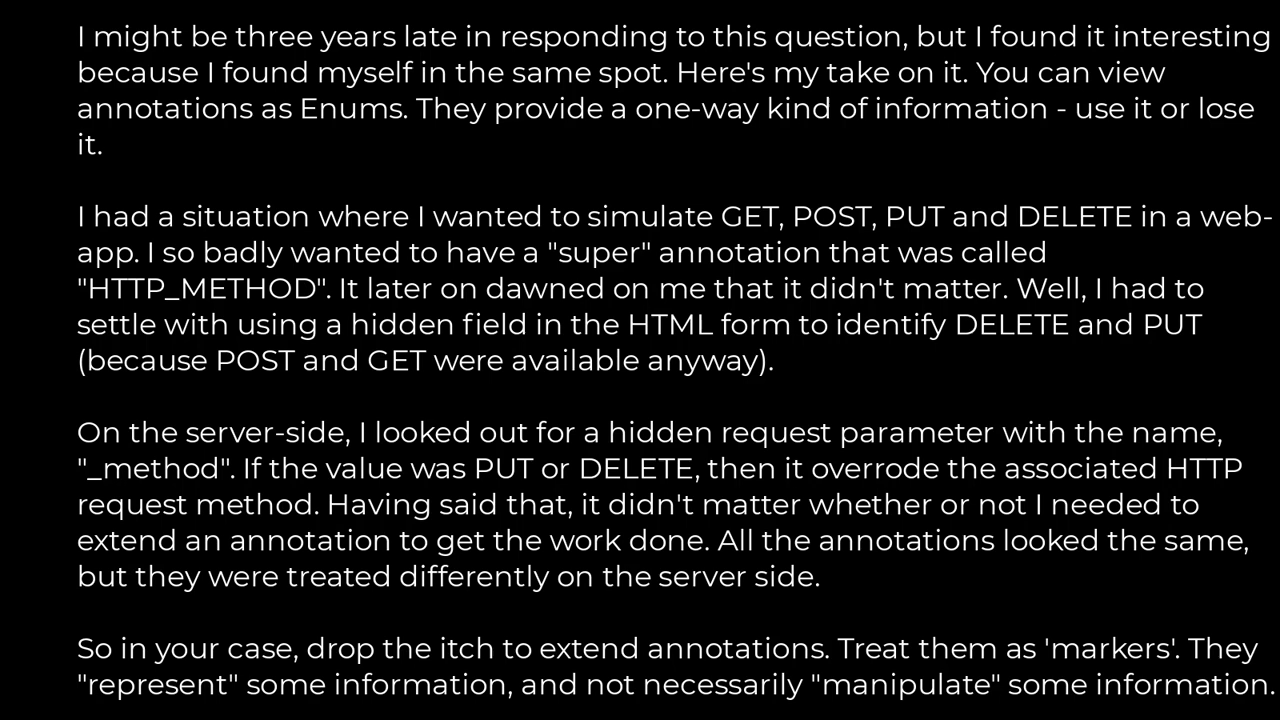 I might be three years late in responding to this question, but I found it interesting
because I found myself in the same spot. Here's my take on it. You can view
annotations as Enums. They provide a one-way kind of information - use it or lose
it.
I had a situation where I wanted to simulate GET, POST, PUT and DELETE in a web-
app. I so badly wanted to have a "super" annotation that was called
"HTTP_METHOD". It later on dawned on me that it didn't matter. Well, I had to
settle with using a hidden field in the HTML form to identify DELETE and PUT
(because POST and GET were available anyway).
On the server-side, I looked out for a hidden request parameter with the name,
"_method". If the value was PUT or DELETE, then it overrode the associated HTTP
request method. Having said that, it didn't matter whether or not I needed to
extend an annotation to get the work done. All the annotations looked the same,
but they were treated differently on the server side.
So in your case, drop the itch to extend annotations. Treat them as 'markers'. They
"represent" some information, and not necessarily "manipulate" some information.